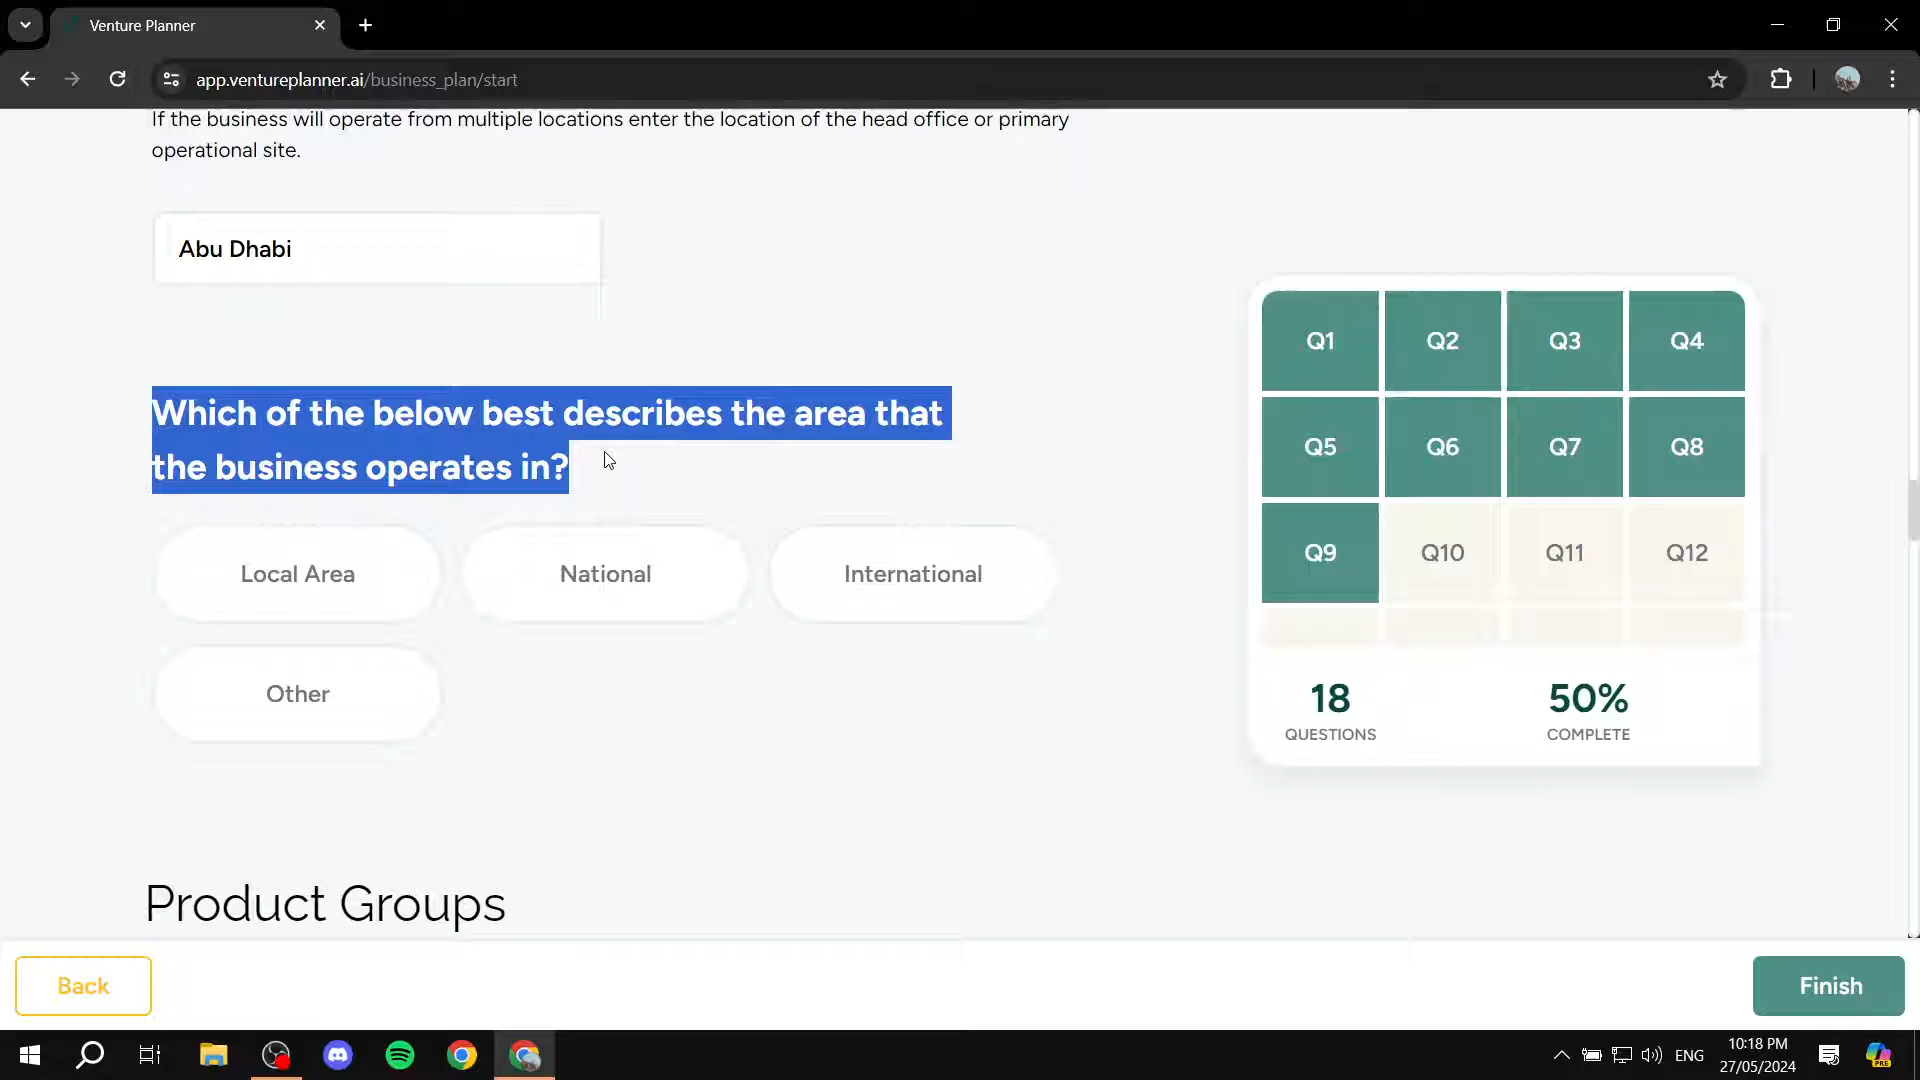 Venture Planner
app.ventureplanner.ai/business_plan/start
If the business will operate from multiple locations enter the location of the head office or primary
operational site.
Abu Dhabi
Which of the below best describes the area that
the business operates in?
Local Area
National
International
Other
Q1
Q2
Q3
Q4
Q5
Q6
Q7
Q8
Q9
Q10
Q11
Q12
18
50%
QUESTIONS
COMPLETE
Product Groups
Back
Finish
ENG
10:18 PM
27/05/2024
PRE